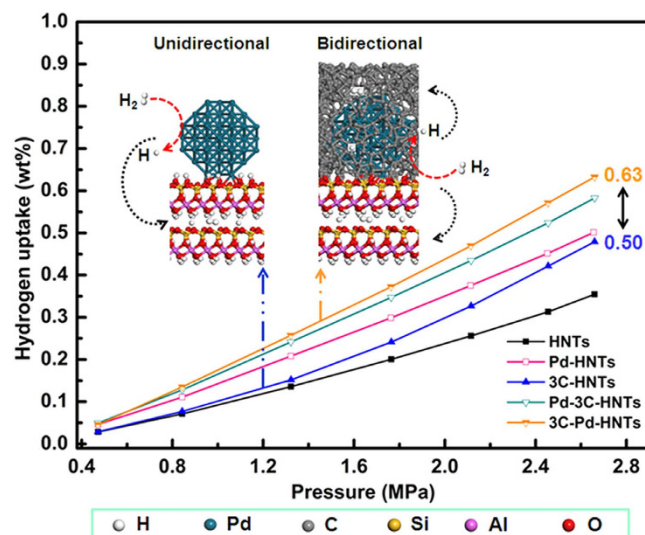 Hydrogen uptake (wt%)
1.0
0.9
0.8
0.7
0.6
0.5
0.4
0.3
0.2
0.1
0.0
Unidirectional
Bidirectional
H2
H
H
H2
0.63
0.50
HNTs
Pd-HNTs
3C-HNTs
Pd-3C-HNTs
3C-Pd-HNTs
0.4 0.8 1.2 1.6 2.0 2.4 2.8
Pressure (MPa)
H Pd C Si Al O